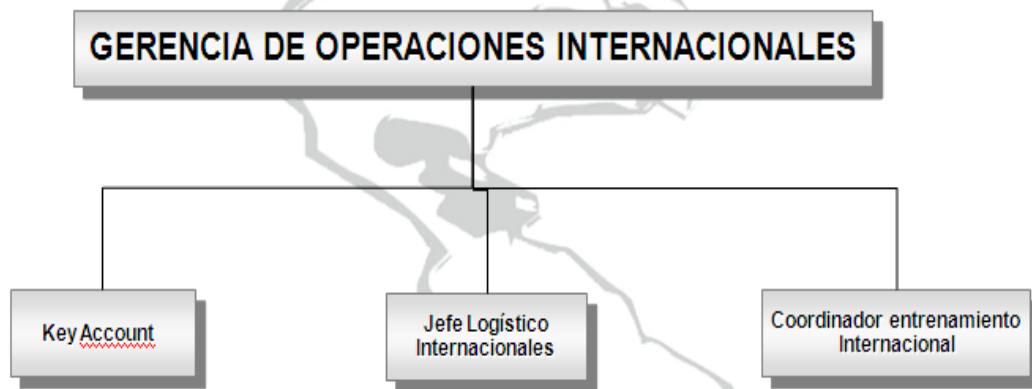 GERENCIA DE OPERACIONES INTERNACIONALES
Key Account
Jefe Logístico
Internacionales
Coordinador entrenamiento
Internacional